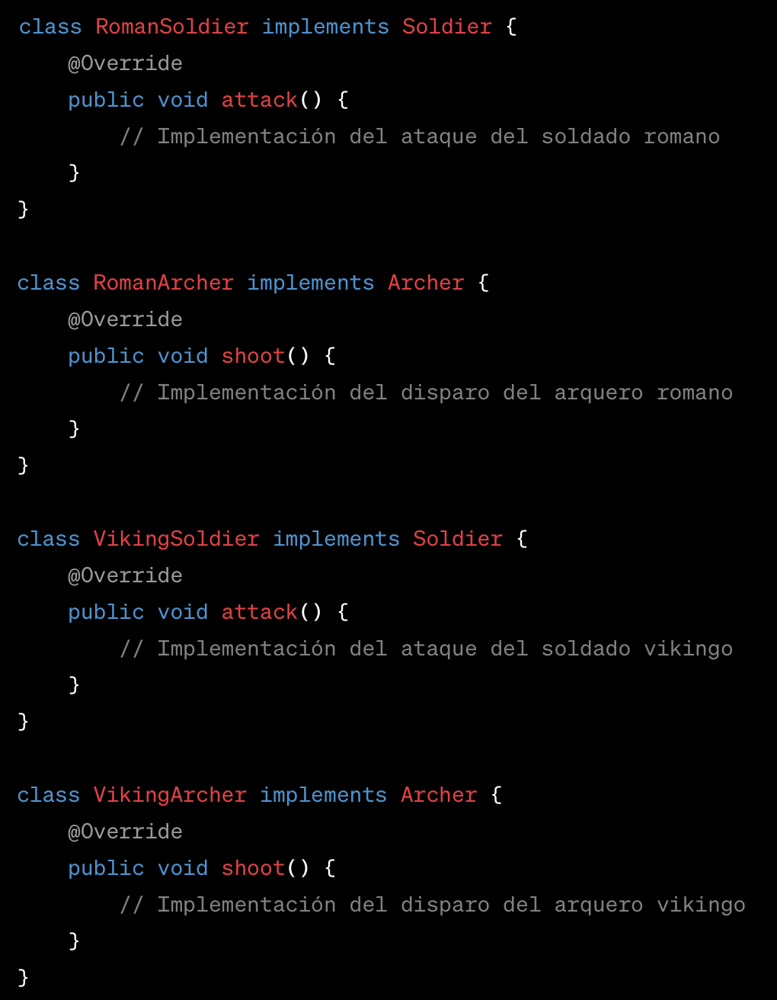 class RomanSoldier implements Soldier {
    @Override
    public void attack() {
        // Implementación del ataque del soldado romano
    }
}

class RomanArcher implements Archer {
    @Override
    public void shoot() {
        // Implementación del disparo del arquero romano
    }
}

class VikingSoldier implements Soldier {
    @Override
    public void attack() {
        // Implementación del ataque del soldado vikingo
    }
}

class VikingArcher implements Archer {
    @Override
    public void shoot() {
        // Implementación del disparo del arquero vikingo
    }
}